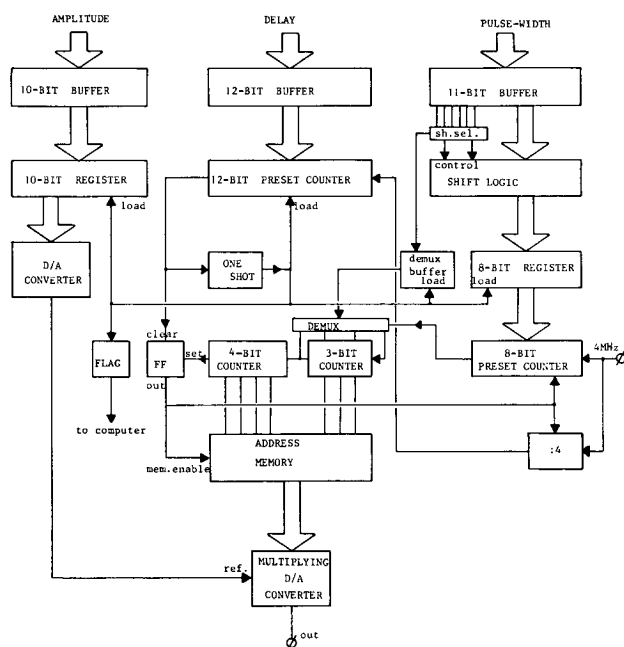 AMPLITUDE
DELAY
PULSE-WIDTH
10-BIT BUFFER
12-BIT BUFFER
11-BIT BUFFER
sh.sel.
control
10-BIT REGISTER
load
12-BIT PRESET COUNTER
load
SHIFT LOGIC
D/A
CONVERTER
ONE
SHOT
demux
buffer
load
8-BIT REGISTER
load
DEMUX
clear
set
FF
out
FLAG
4-BIT
COUNTER
3-BIT
COUNTER
8-BIT
PRESET COUNTER
4MHz
to computer
mem.enable
ADDRESS
MEMORY
:4
ref.
MULTIPLYING
D/A
CONVERTER
out